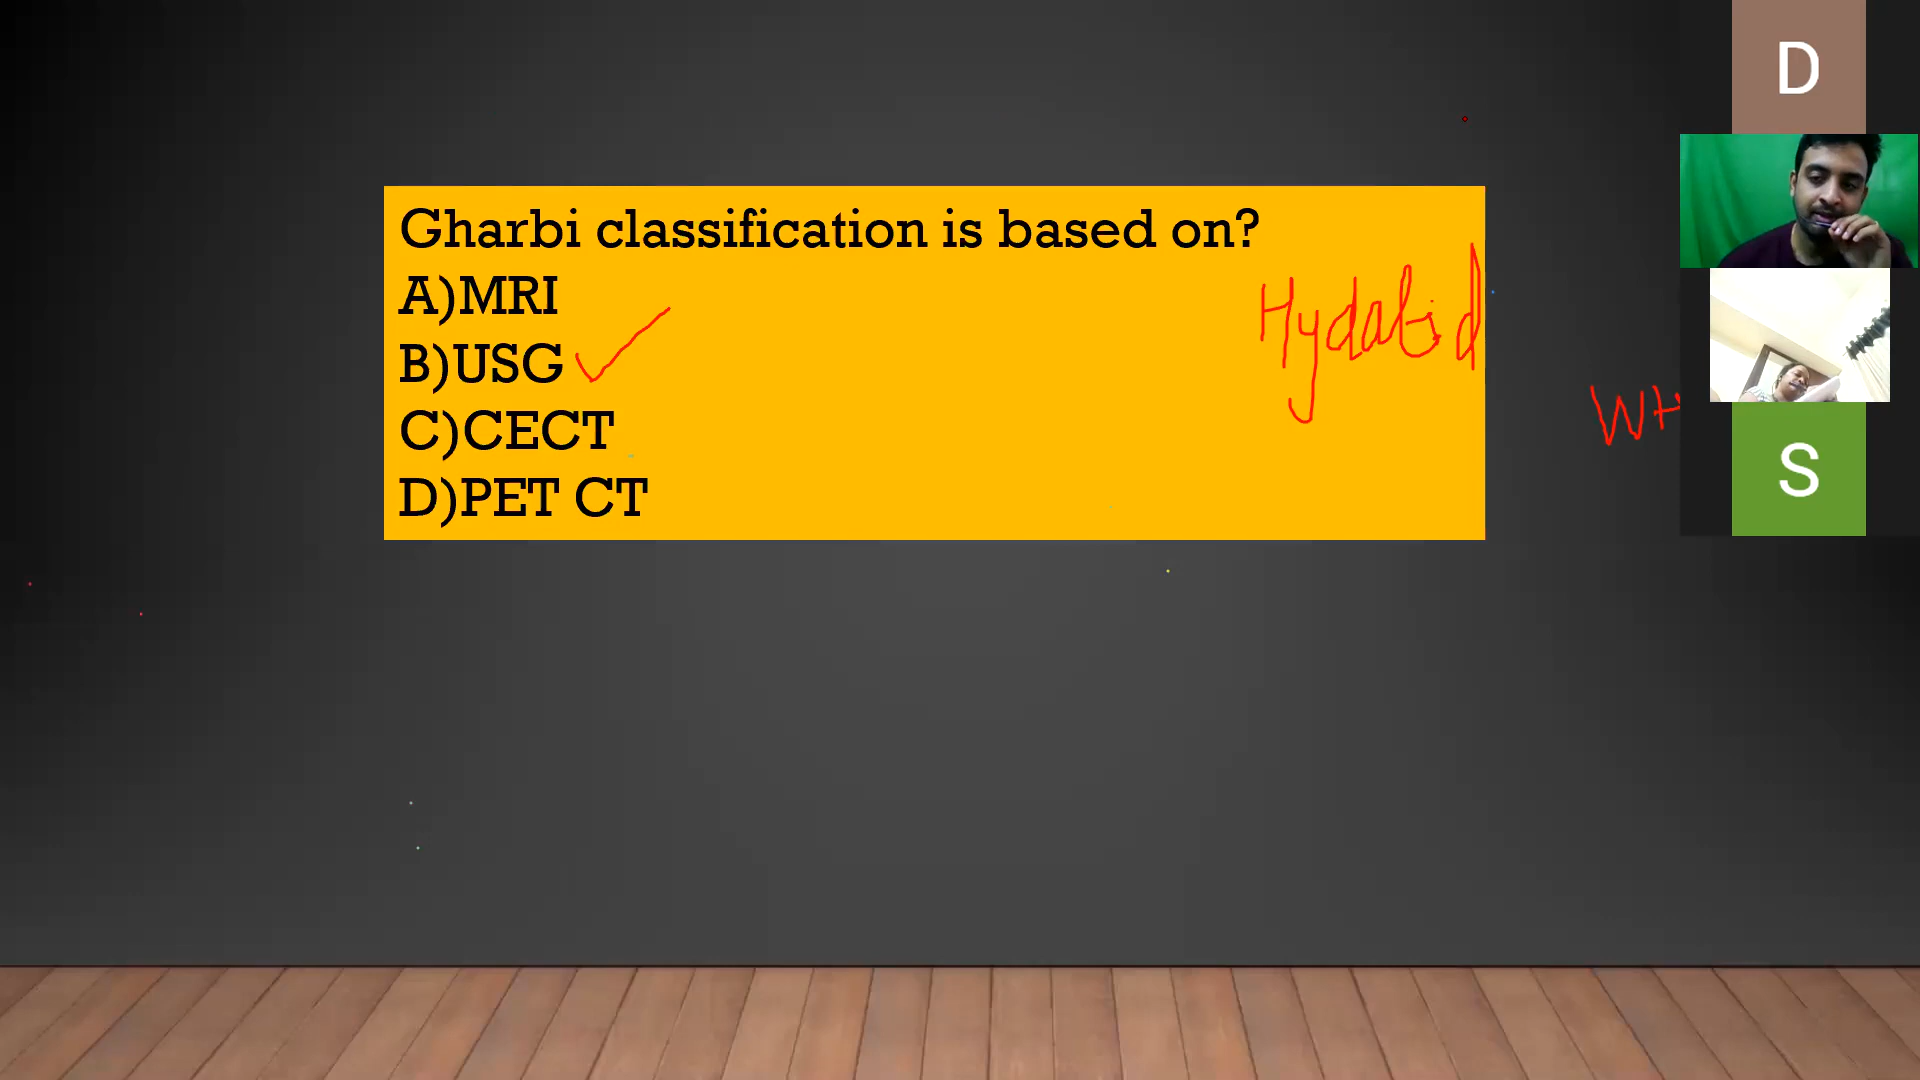 D
Gharbi classification is based on?
A)MRI
B)USG
C)CECT
D)PET CT
Hydatid
S